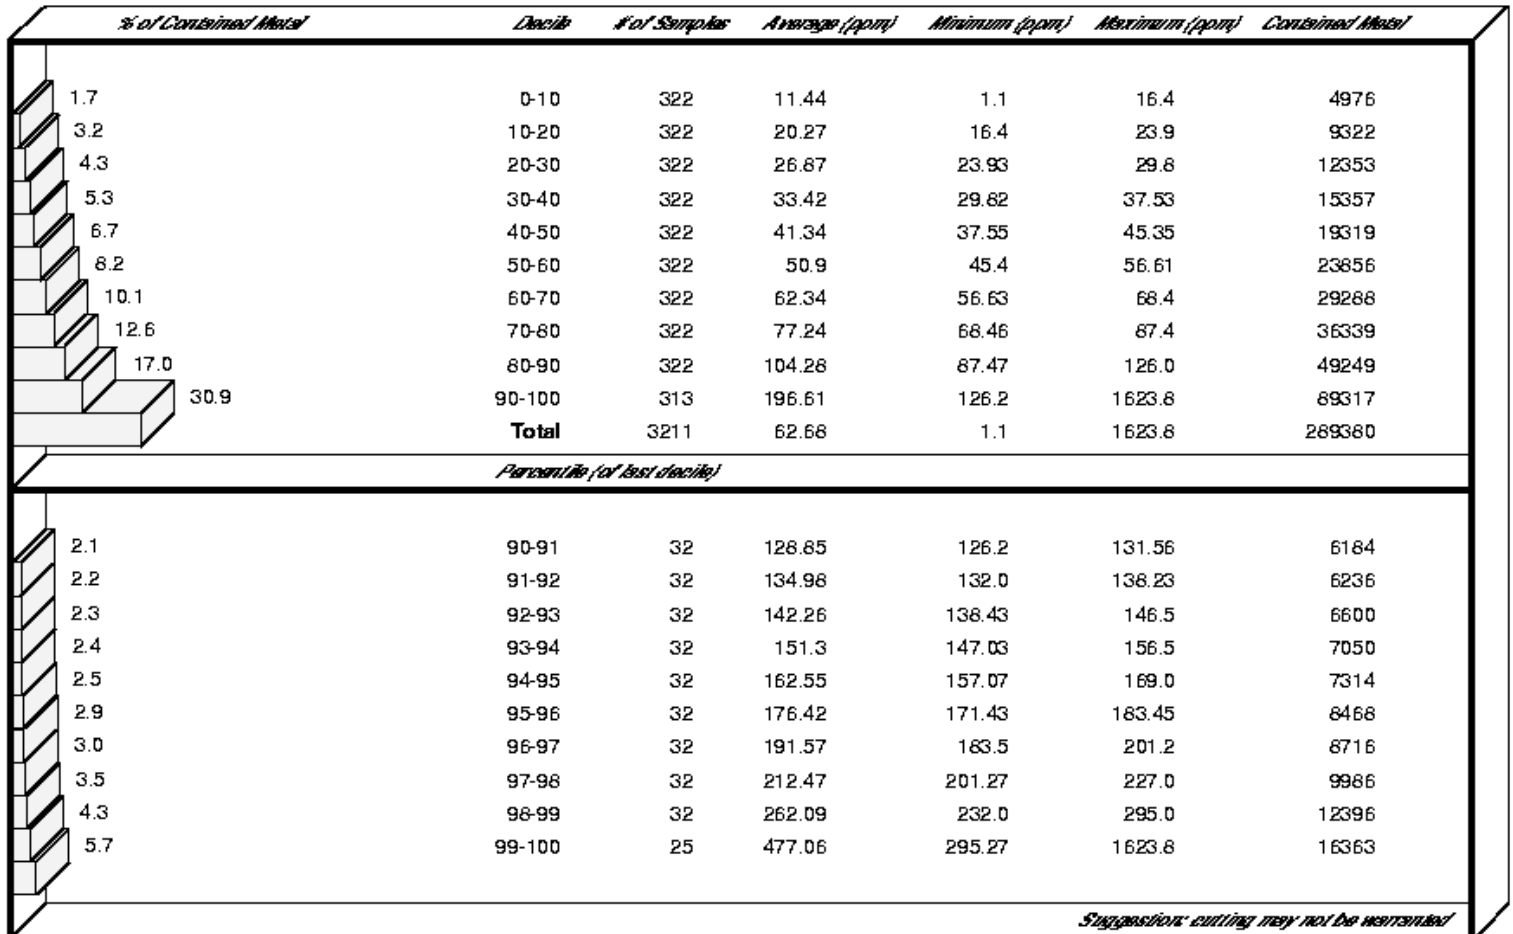 % of Contained Metal Decile # of Samples Average (ppm) Minimum (ppm) Maximum (ppm) Contained Metal
1.7 0-10 322 11.44 1.1 16.4 4976
3.2 10-20 322 20.27 16.4 23.9 9322
4.3 20-30 322 26.87 23.93 29.8 12353
5.3 30-40 322 33.42 29.82 37.53 15357
6.7 40-50 322 41.34 37.55 45.35 19319
8.2 50-60 322 50.9 45.4 56.61 23856
10.1 60-70 322 62.34 56.63 68.4 29288
12.6 70-80 322 77.24 68.46 87.4 36339
17.0 80-90 322 104.28 87.47 126.0 49249
30.9 90-100 313 196.61 126.2 1623.8 89317
Total 3211 62.68 1.1 1623.8 289380
Percentile (of last decile)
2.1 90-91 32 128.85 126.2 131.56 6184
2.2 91-92 32 134.98 132.0 138.23 6236
2.3 92-93 32 142.26 138.43 146.5 6600
2.4 93-94 32 151.3 147.03 156.5 7050
2.5 94-95 32 162.55 157.07 169.0 7314
2.9 95-96 32 176.42 171.43 183.45 8468
3.0 96-97 32 191.57 183.5 201.2 8716
3.5 97-98 32 212.47 201.27 227.0 9986
4.3 98-99 32 262.09 232.0 295.0 12396
5.7 99-100 25 477.06 295.27 1623.8 16363
Suggestion: cutting may not be warranted